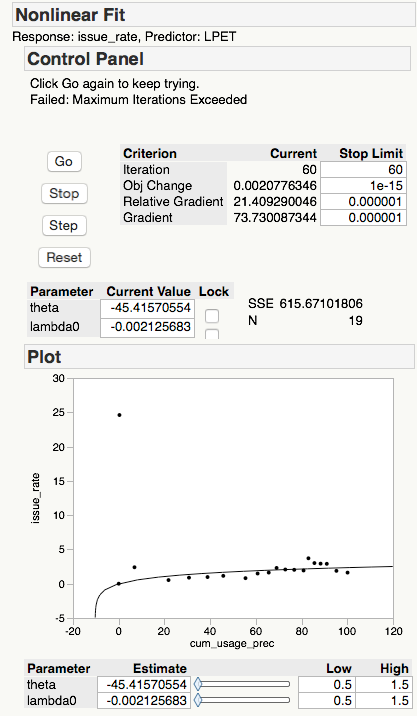 Nonlinear Fit
Response: issue_rate, Predictor: LPET
Control Panel
Click Go again to keep trying.
Failed: Maximum Iterations Exceeded
Go
Stop
Step
Reset
Criterion Current Stop Limit
Iteration 60 60
Obj Change 0.0020776346 1e-15
Relative Gradient 21.409290046 0.000001
Gradient 73.730087344 0.000001
Parameter Current Value Lock
theta -45.41570554
lambda0 -0.002125683
SSE 615.67101806
N 19
Plot
30
25
20
15
10
5
0
-5
issue_rate
-20 0 20 40 60 80 100 120
cum_usage_prec
Parameter Estimate Low High
theta -45.41570554 0.5 1.5
lambda0 -0.002125683 0.5 1.5